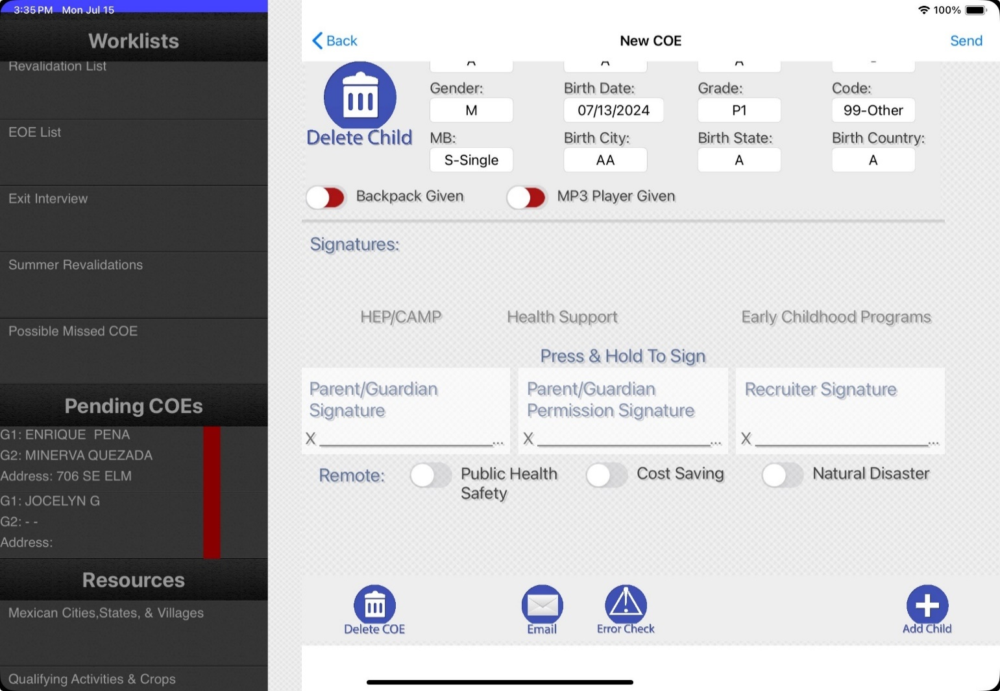 3:35 PM Mon Jul 15
100%
Worklists
Revalidation List
EOE List
Exit Interview
Summer Revalidations
Possible Missed COE
Pending COEs
G1: ENRIQUE PENA
G2: MINERVA QUEZADA
Address: 706 SE ELM
G1: JOCELYN G
G2: - -
Address:
Resources
Mexican Cities,States, & Villages
Qualifying Activities & Crops
Back
New COE
Send
A A A -
Delete Child
Gender: Birth Date: Grade: Code:
M 07/13/2024 P1 99-Other
MB: Birth City: Birth State: Birth Country:
S-Single AA A A
Backpack Given MP3 Player Given
Signatures:
HEP/CAMP Health Support Early Childhood Programs
Press & Hold To Sign
Parent/Guardian
Signature
X ...
Parent/Guardian
Permission Signature
X ...
Recruiter Signature
X ...
Remote:
Public Health
Safety
Cost Saving
Natural Disaster
Delete COE
Email
Error Check
Add Child